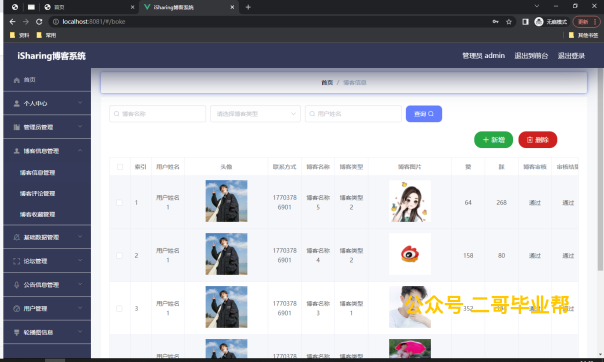 首页
iSharing博客系统
localhost:8081/#/boke
无痕模式
更新
资料
常用
其他书签
iSharing博客系统
管理员 admin
退出到前台
退出登录
首页
首页 / 博客信息
个人中心
管理员管理
博客信息管理
博客信息管理
博客评论管理
博客收藏管理
基础数据管理
论坛管理
公告信息管理
用户管理
轮播图信息
博客名称
请选择博客类型
用户姓名
查询
+ 新增
删除
索引 用户姓名 头像 联系方式 博客名称 博客类型 博客图片 赞 踩 博客审核 审核结果
1 用户姓名1 17703786901 博客名称5 博客类型2 64 268 通过 通过
2 用户姓名1 17703786901 博客名称4 博客类型2 158 80 通过 通过
3 用户姓名1 17703786901 博客名称3 博客类型1 352 通过 通过
用户姓名 1770378 博客名称 博客类型
公众号 二哥毕业帮